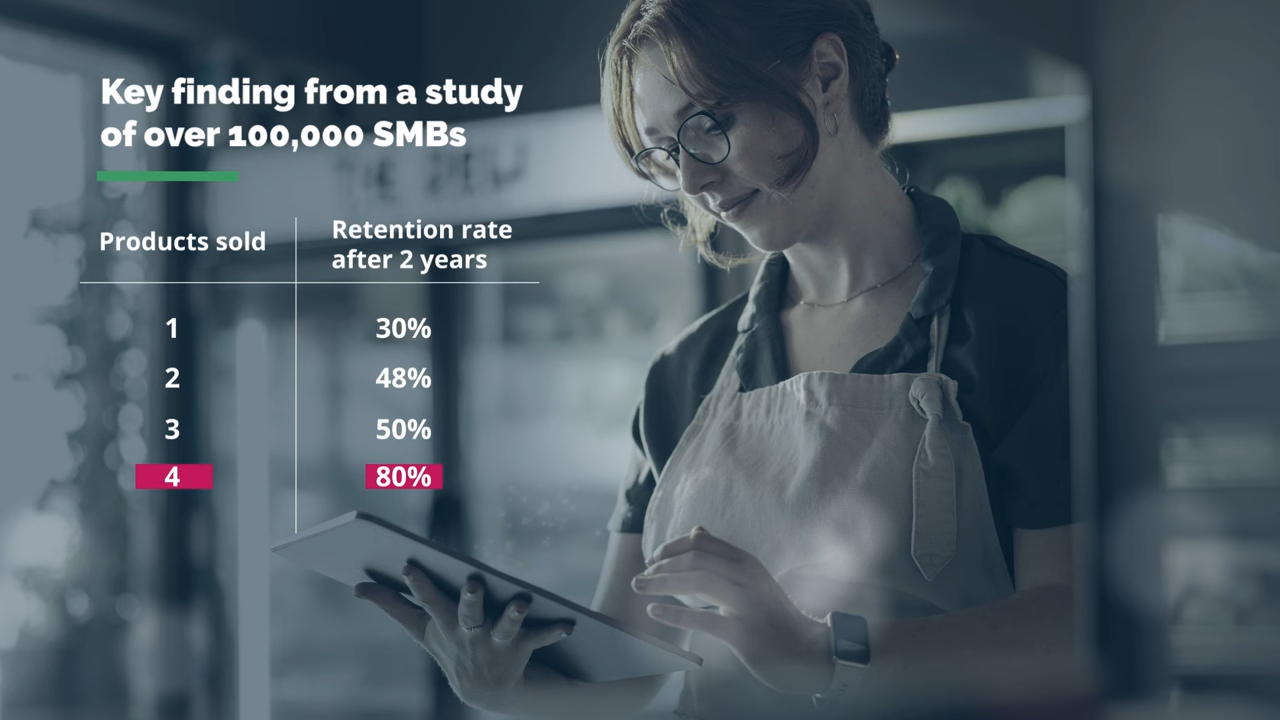 Key finding from a study
of over 100,000 SMBs
Products sold
Retention rate
after 2 years
1 30%
2 48%
3 50%
4 80%